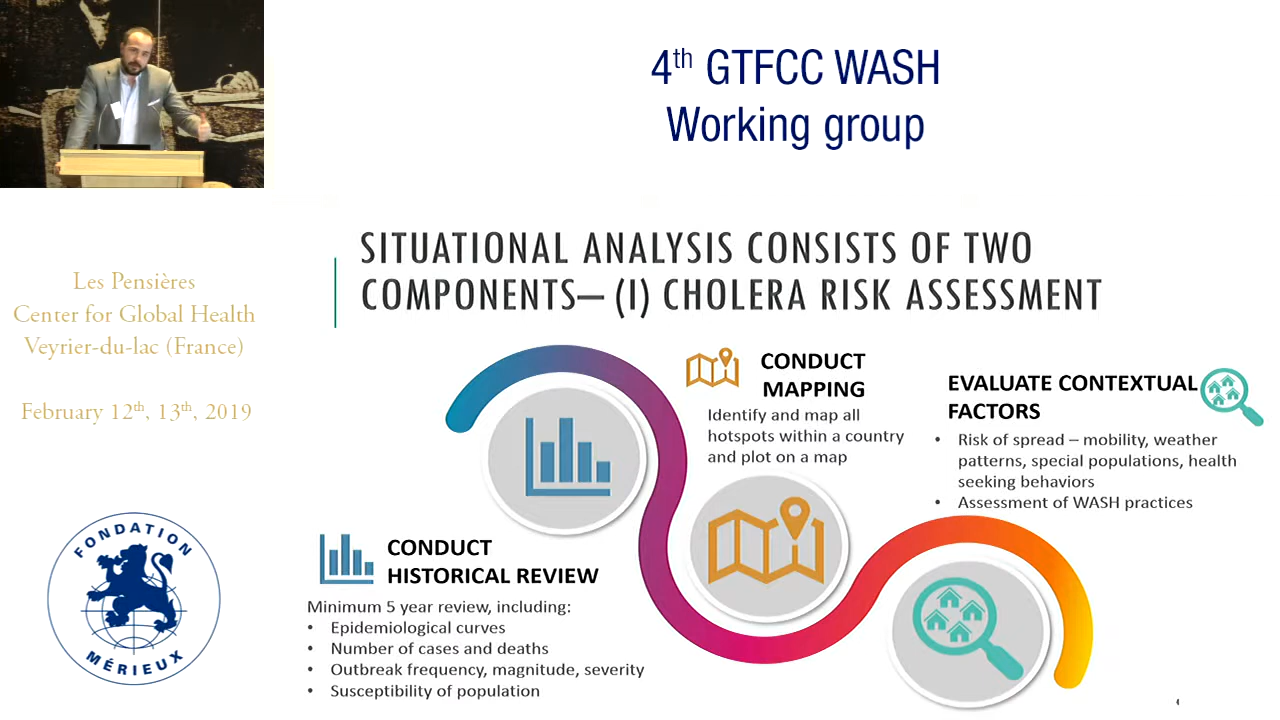 4th GTFCC WASH
Working group
Les Pensières
Center for Global Health
Veyrier-du-lac (France)
February 12th, 13th, 2019
FONDATION
MÉRIEUX
SITUATIONAL ANALYSIS CONSISTS OF TWO
COMPONENTS– (I) CHOLERA RISK ASSESSMENT
CONDUCT
HISTORICAL REVIEW
Minimum 5 year review, including:
• Epidemiological curves
• Number of cases and deaths
• Outbreak frequency, magnitude, severity
• Susceptibility of population
CONDUCT
MAPPING
Identify and map all
hotspots within a country
and plot on a map
EVALUATE CONTEXTUAL
FACTORS
• Risk of spread – mobility, weather
patterns, special populations, health
seeking behaviors
• Assessment of WASH practices